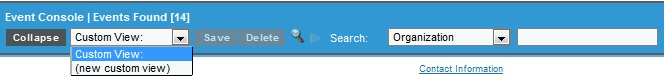 Event Console | Events Found [14]
Collapse Custom View: Save Delete Search: Organization
Custom View:
(new custom view)
Contact Information